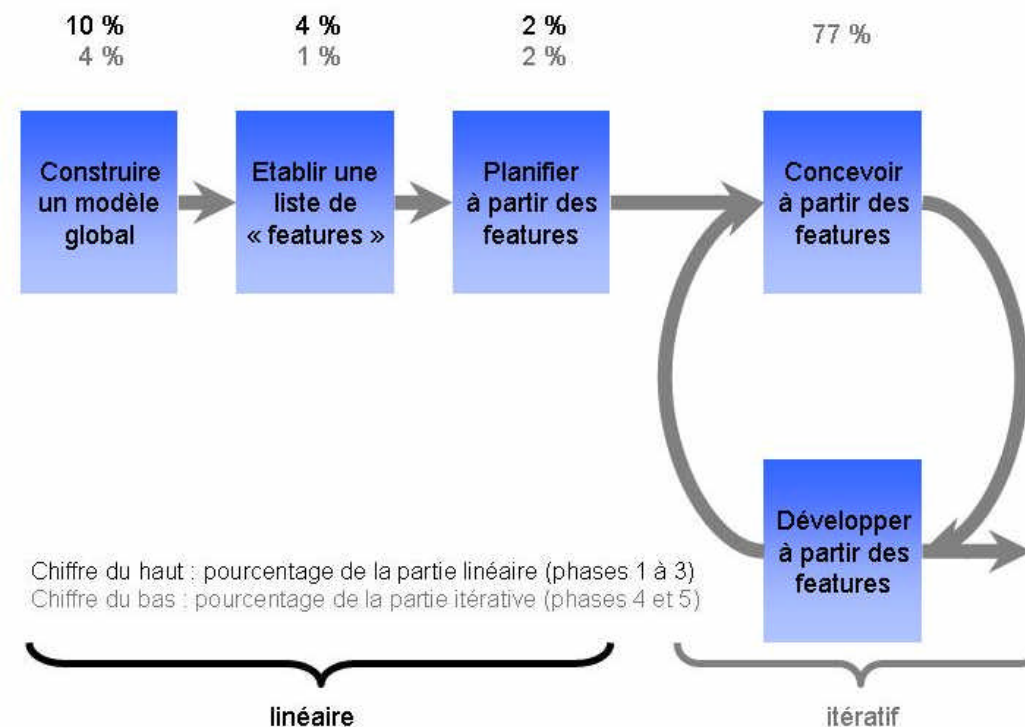 10 %
4 %
4 %
1 %
2 %
2 %
77 %
Construire
un modèle
global
Etablir une
liste de
« features »
Planifier
à partir des
features
Concevoir
à partir des
features
Développer
à partir des
features
Chiffre du haut : pourcentage de la partie linéaire (phases 1 à 3)
Chiffre du bas : pourcentage de la partie itérative (phases 4 et 5)
linéaire
itératif